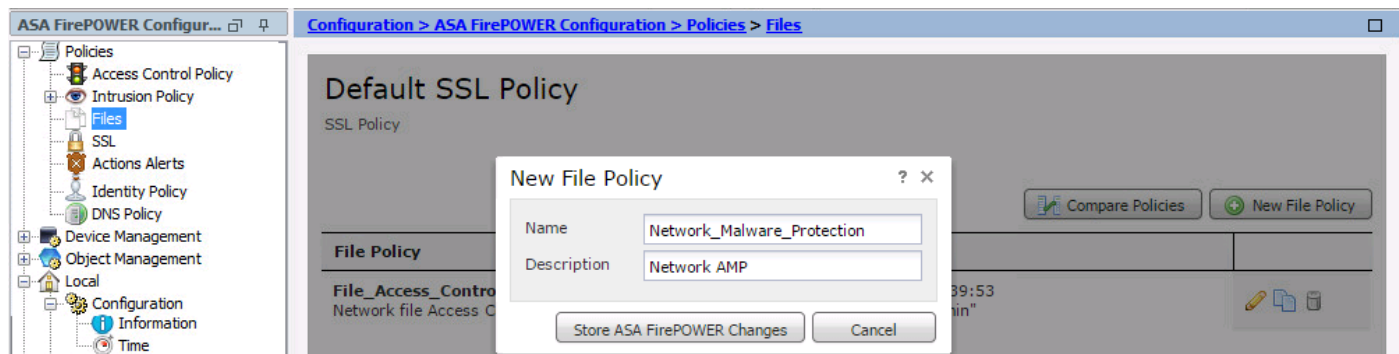 ASA FirePOWER Configur...
Configuration > ASA FirePOWER Configuration > Policies > Files
Policies
Access Control Policy
Intrusion Policy
Files
SSL
Actions Alerts
Identity Policy
DNS Policy
Device Management
Object Management
Local
Configuration
Information
Time
Default SSL Policy
SSL Policy
Compare Policies
New File Policy
File Policy
File_Access_Contro
Network file Access C
39:53
in"
New File Policy
? ×
Name Network_Malware_Protection
Description Network AMP
Store ASA FirePOWER Changes Cancel